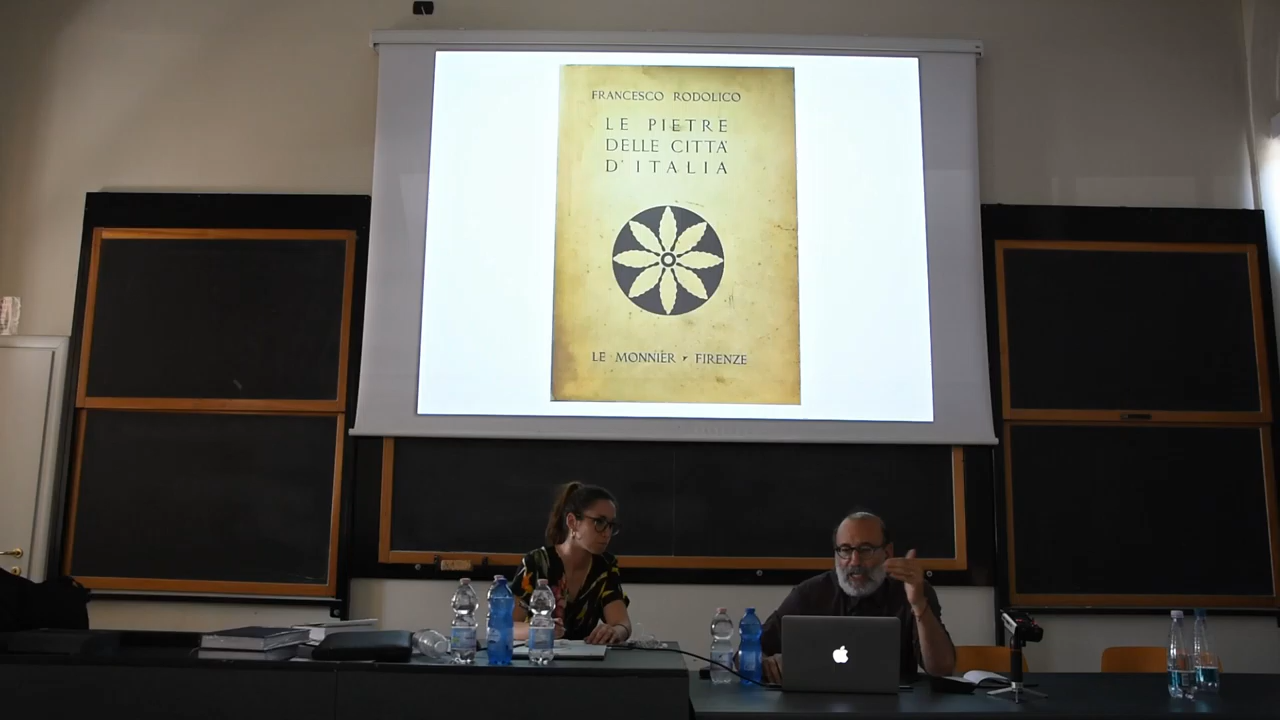 FRANCESCO RODOLICO
LE PIETRE
DELLE CITTA'
D'ITALIA
LE MONNIER · FIRENZE